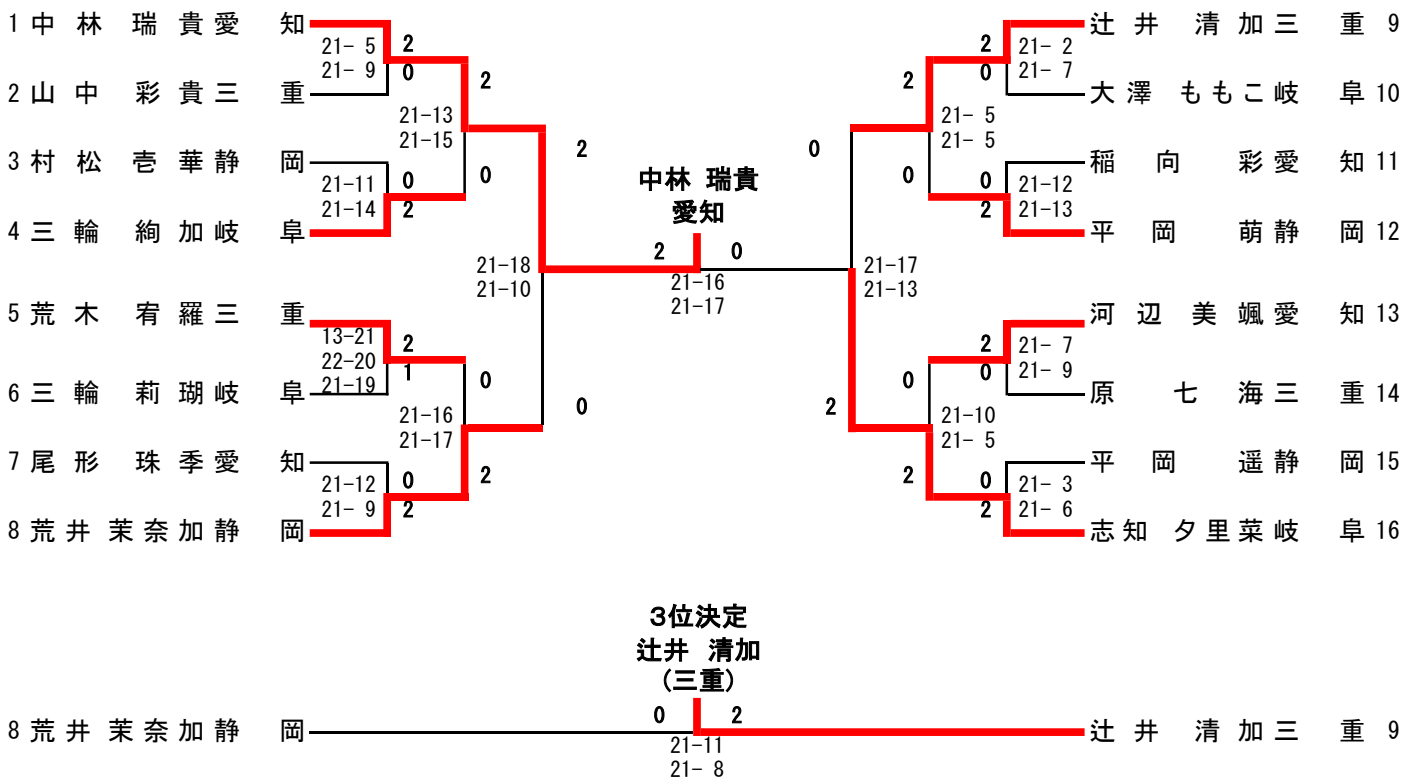 1 中林 瑞貴 愛知
21- 5 2
21- 9 0
2 山中 彩貴 三重
2
21-13
21-15
0
3 村松 壱華 静岡
21-11 0
21-14 2
4 三輪 絢加 岐阜
2
21-18
21-10
0
5 荒木 宥羅 三重
13-21 2
22-20 1
21-19
6 三輪 莉瑚 岐阜
0
21-16
21-17
2
7 尾形 珠季 愛知
21-12 0
21- 9 2
8 荒井 茉奈加 静岡
中林 瑞貴
愛知
2 0
21-16
21-17
辻井 清加 三重 9
2 21- 2
0 21- 7
大澤 ももこ 岐阜 10
2
21- 5
21- 5
0
稲向 彩 愛知 11
0 21-12
2 21-13
平岡 萌 静岡 12
0
21-17
21-13
2
河辺 美颯 愛知 13
2 21- 7
0 21- 9
原 七海 三重 14
0
21-10
21- 5
2
平岡 遥 静岡 15
0 21- 3
2 21- 6
志知 夕里菜 岐阜 16
3位決定
辻井 清加
(三重)
0 2
8 荒井 茉奈加 静岡
辻井 清加 三重 9
21-11
21- 8